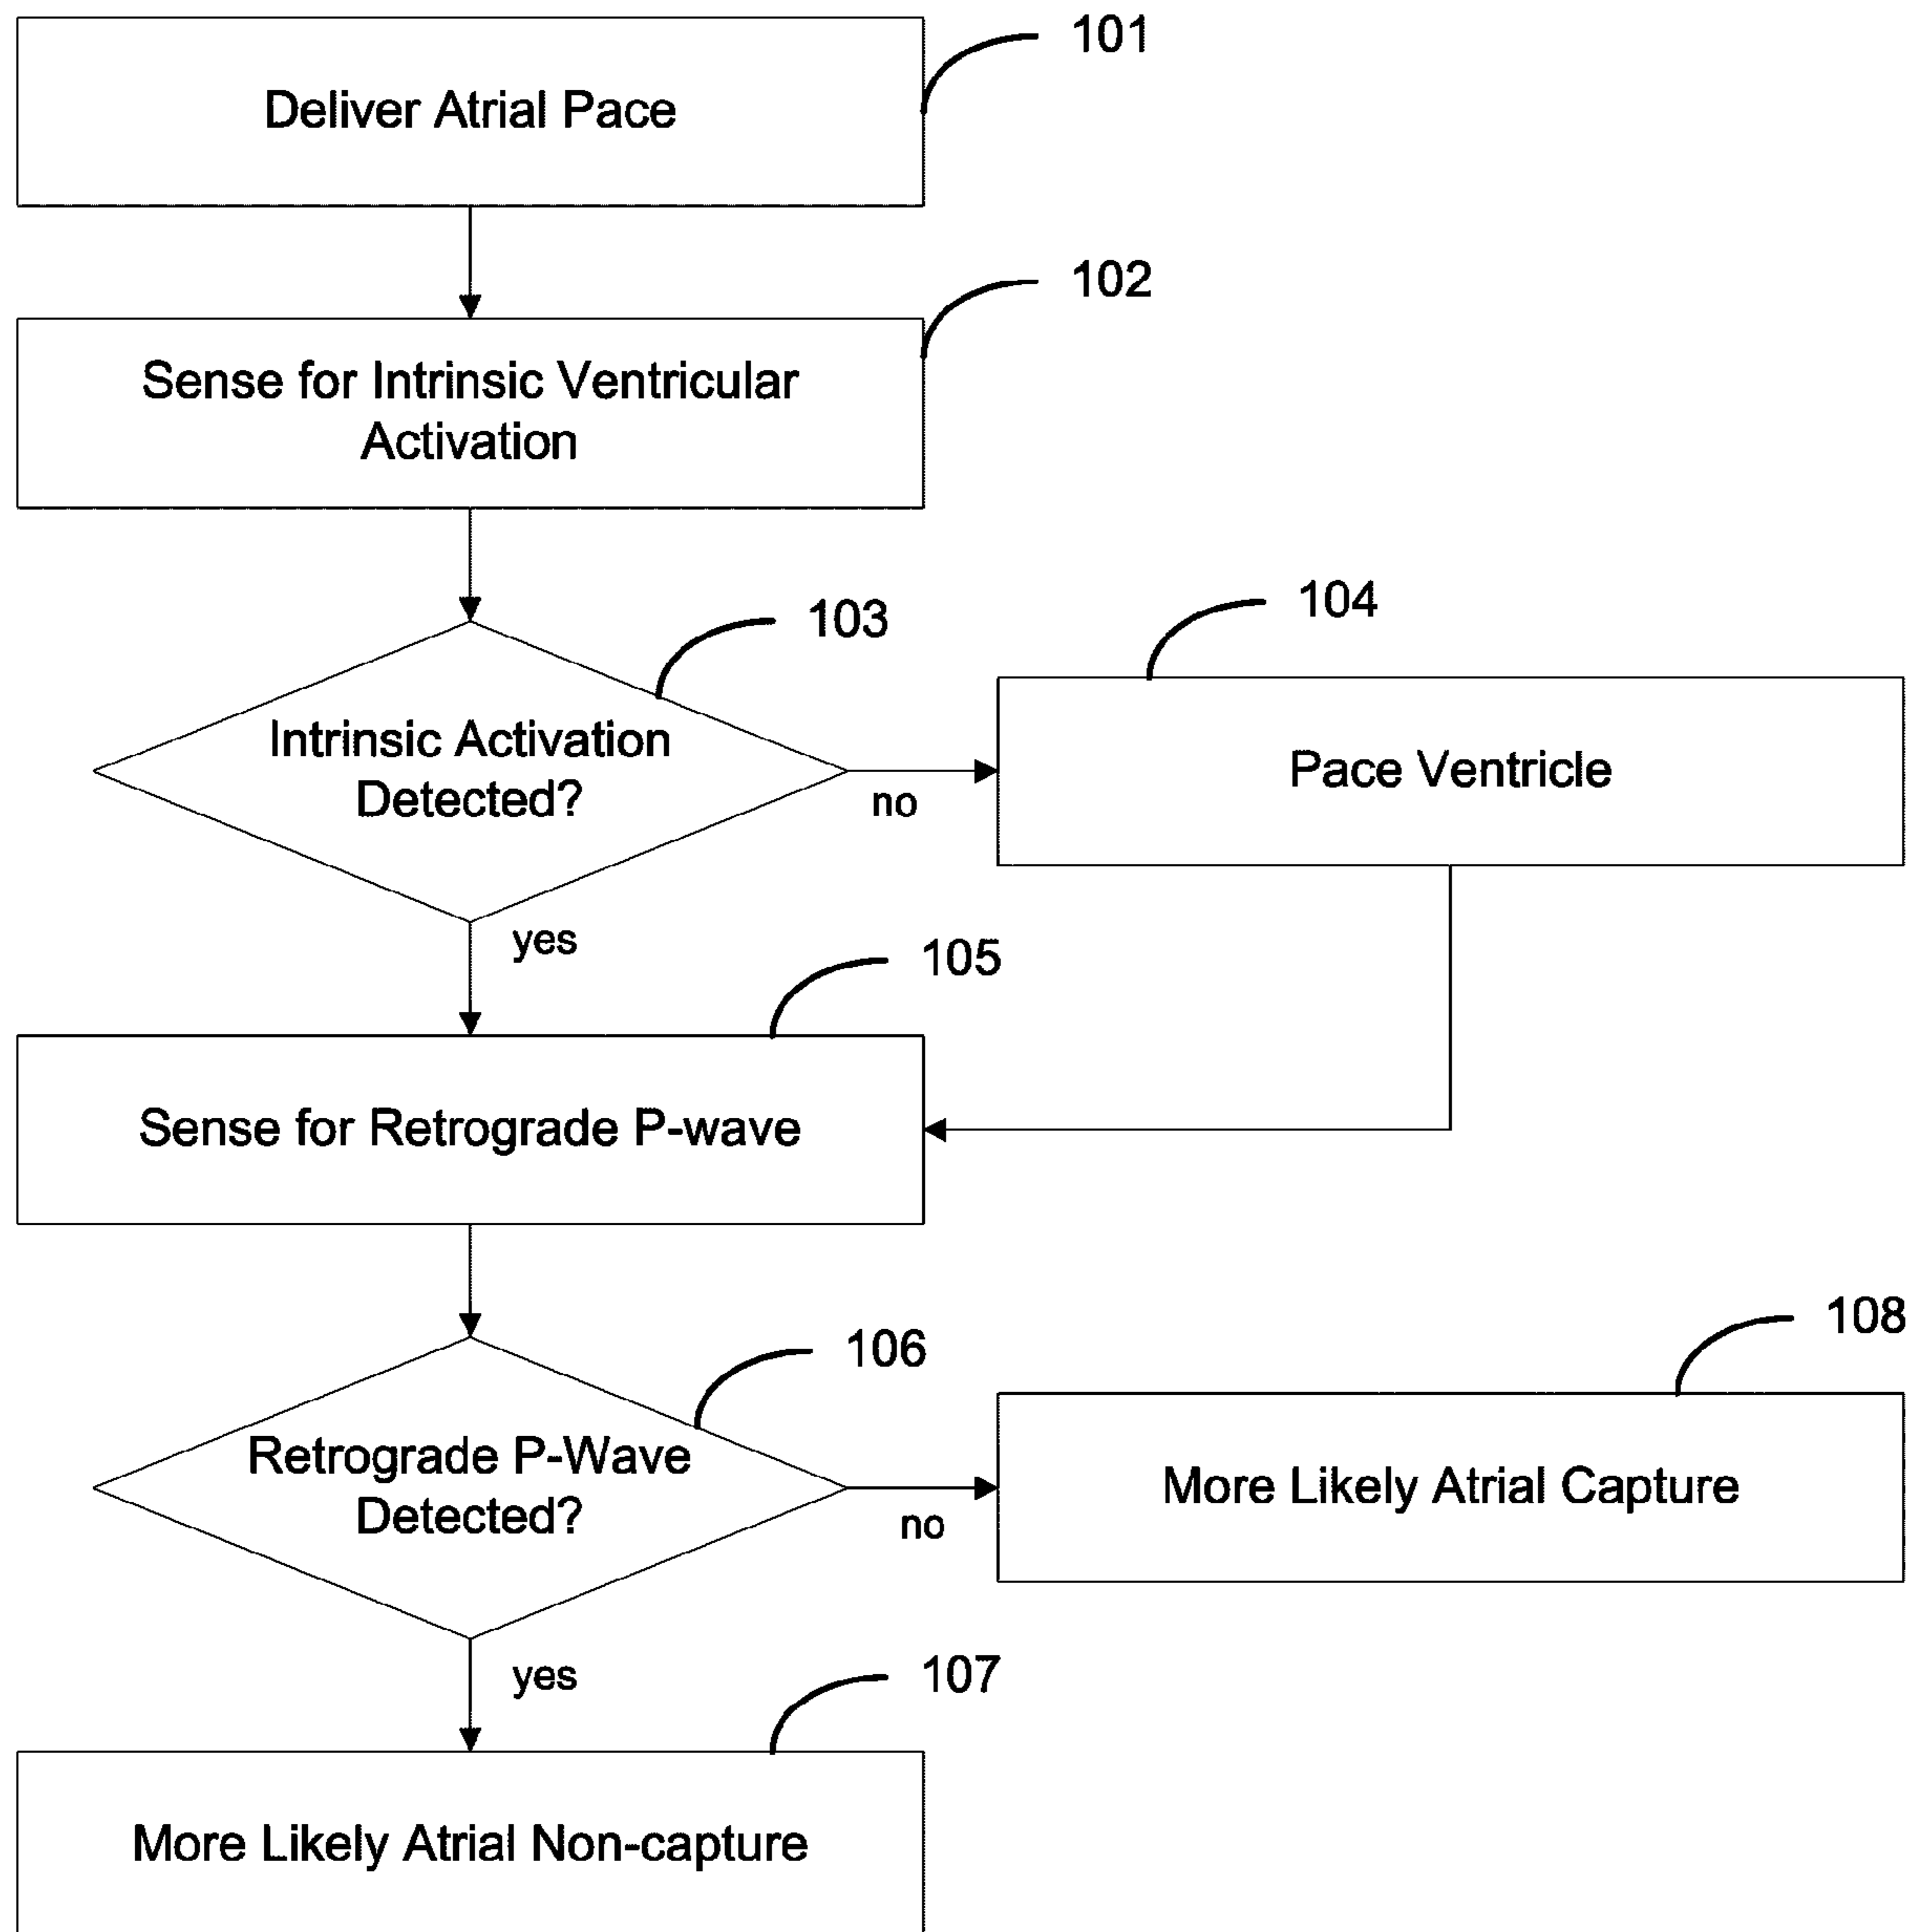 101
Deliver Atrial Pace
102
Sense for Intrinsic Ventricular
Activation
103
104
Intrinsic Activation
Detected?
Pace Ventricle
no
yes
105
Sense for Retrograde P-wave
106
108
Retrograde P-Wave
Detected?
More Likely Atrial Capture
no
yes
107
More Likely Atrial Non-capture